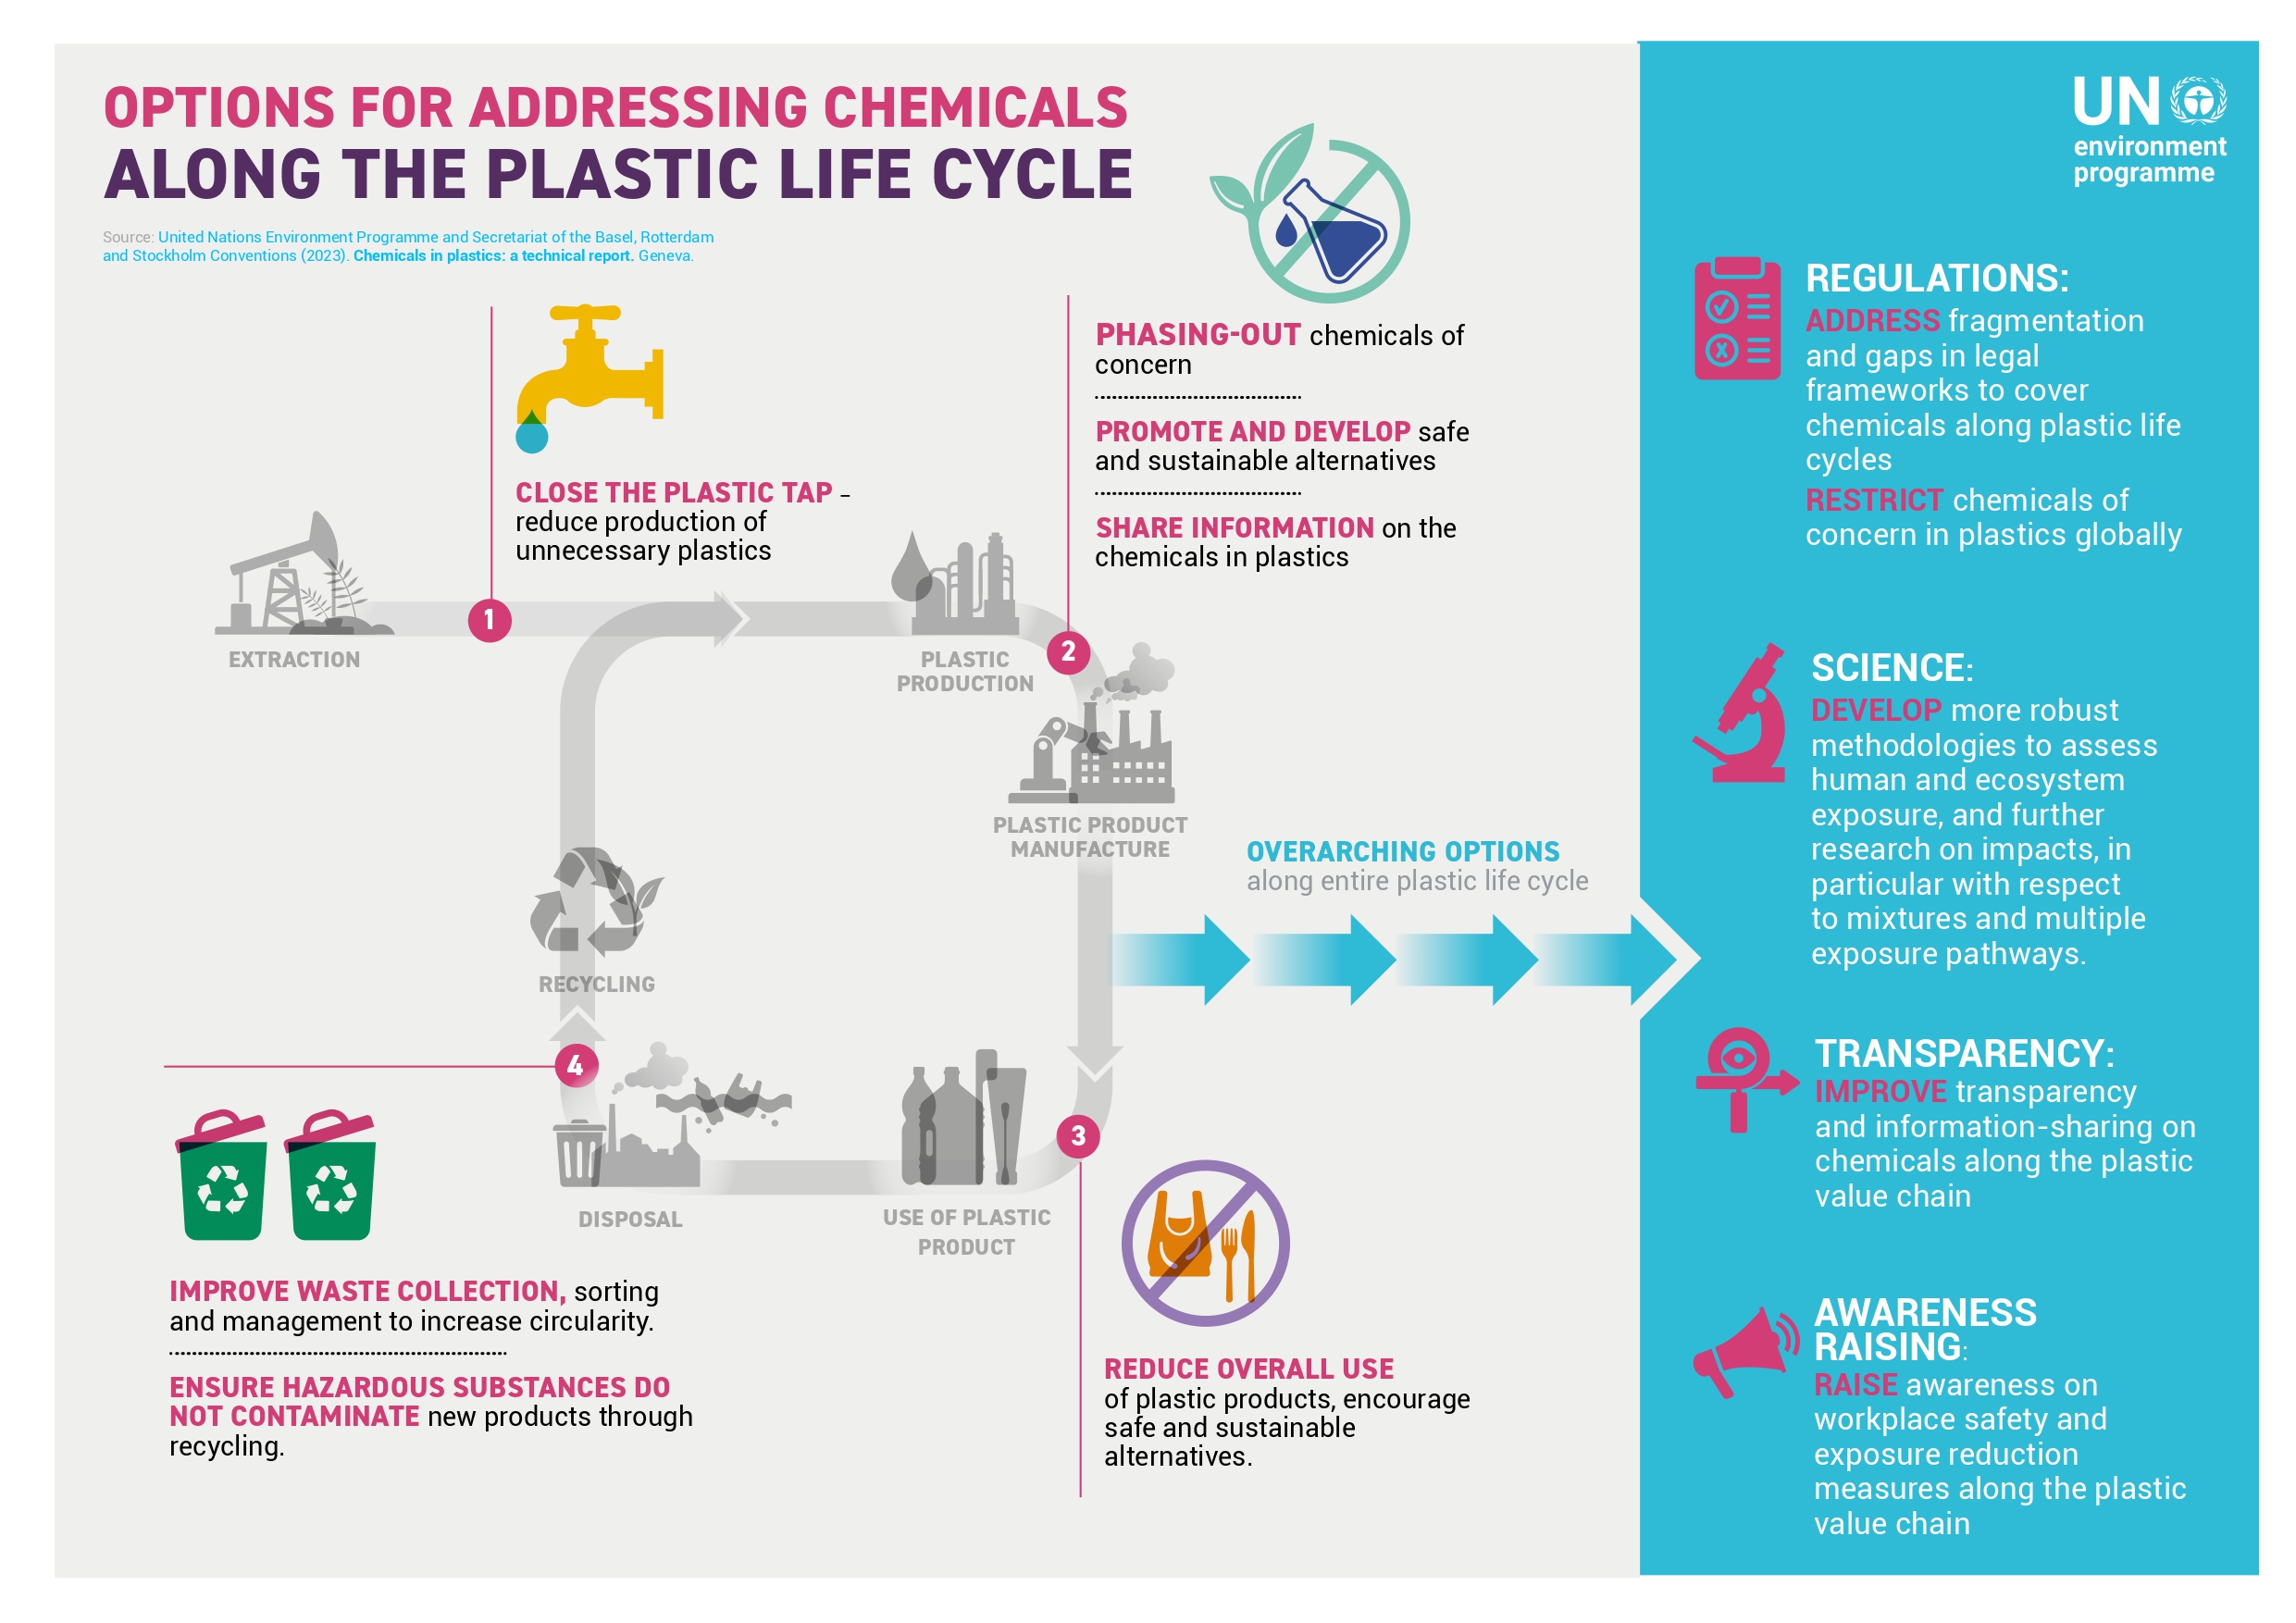 OPTIONS FOR ADDRESSING CHEMICALS
ALONG THE PLASTIC LIFE CYCLE
Source: United Nations Environment Programme and Secretariat of the Basel, Rotterdam
and Stockholm Conventions (2023). Chemicals in plastics: a technical report. Geneva.
CLOSE THE PLASTIC TAP –
reduce production of
unnecessary plastics
PHASING-OUT chemicals of
concern
PROMOTE AND DEVELOP safe
and sustainable alternatives
SHARE INFORMATION on the
chemicals in plastics
1
EXTRACTION
PLASTIC
PRODUCTION
2
PLASTIC PRODUCT
MANUFACTURE
OVERARCHING OPTIONS
along entire plastic life cycle
RECYCLING
4
3
DISPOSAL
USE OF PLASTIC
PRODUCT
IMPROVE WASTE COLLECTION, sorting
and management to increase circularity.
ENSURE HAZARDOUS SUBSTANCES DO
NOT CONTAMINATE new products through
recycling.
REDUCE OVERALL USE
of plastic products, encourage
safe and sustainable
alternatives.
UN
environment
programme
REGULATIONS:
ADDRESS fragmentation
and gaps in legal
frameworks to cover
chemicals along plastic life
cycles
RESTRICT chemicals of
concern in plastics globally
SCIENCE:
DEVELOP more robust
methodologies to assess
human and ecosystem
exposure, and further
research on impacts, in
particular with respect
to mixtures and multiple
exposure pathways.
TRANSPARENCY:
IMPROVE transparency
and information-sharing on
chemicals along the plastic
value chain
AWARENESS
RAISING:
RAISE awareness on
workplace safety and
exposure reduction
measures along the plastic
value chain